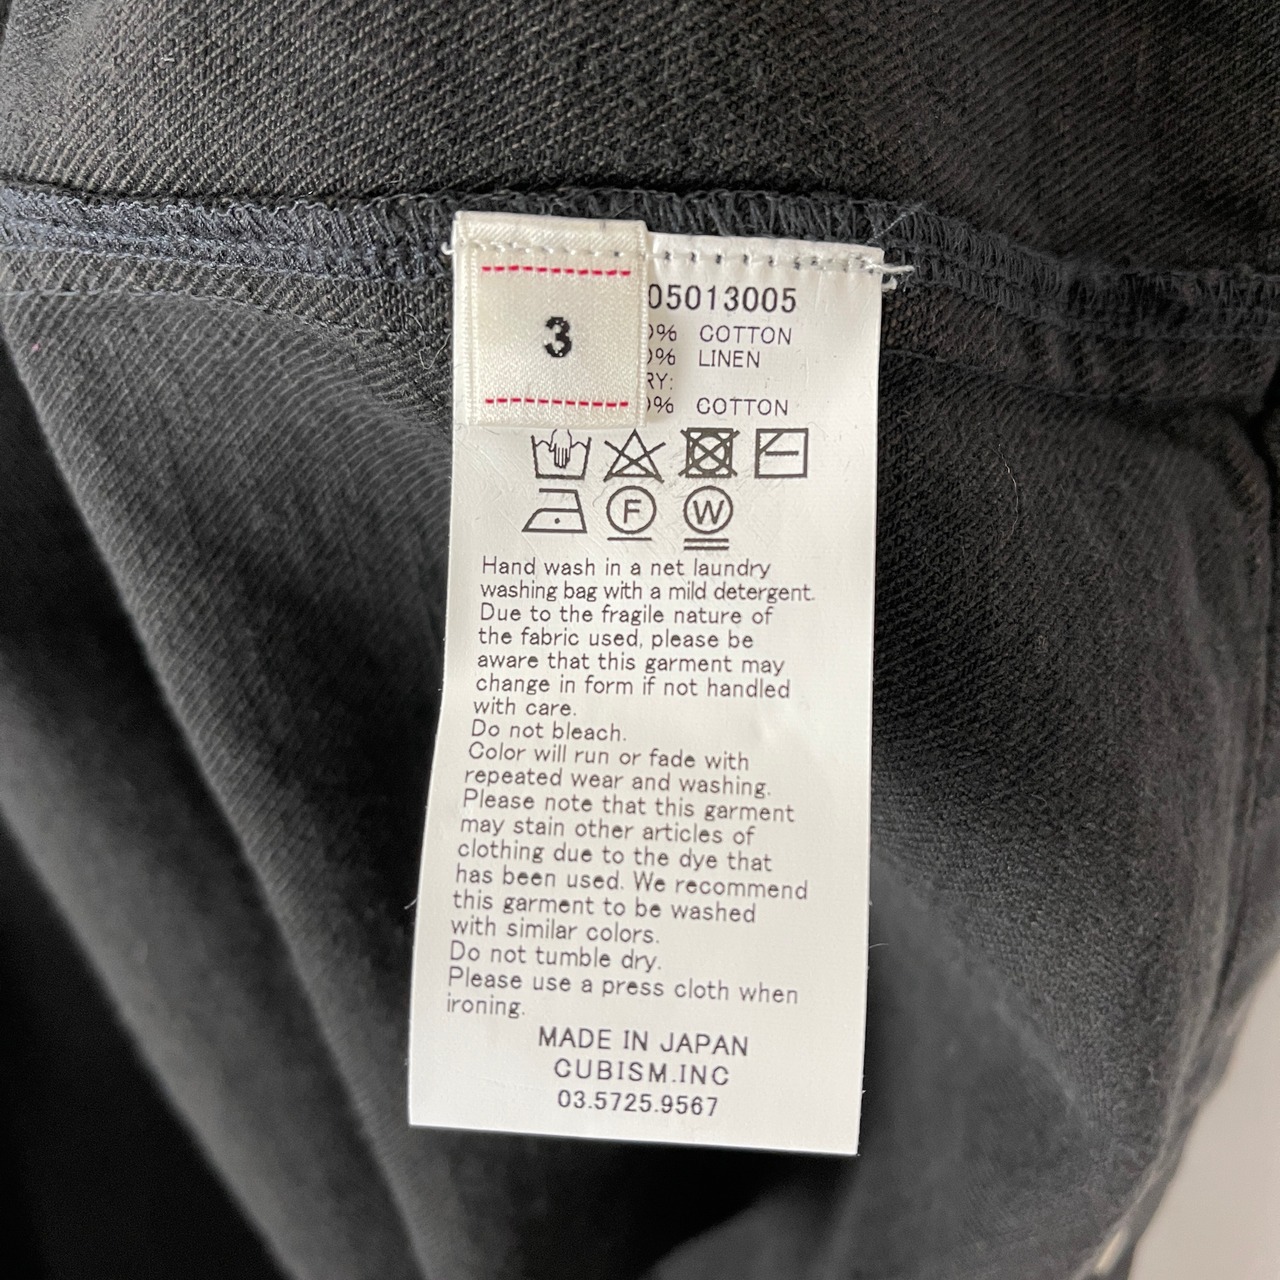 3
05013005
0% COTTON
0% LINEN
RY:
0% COTTON
F W
Hand wash in a net laundry
washing bag with a mild detergent.
Due to the fragile nature of
the fabric used, please be
aware that this garment may
change in form if not handled
with care.
Do not bleach.
Color will run or fade with
repeated wear and washing.
Please note that this garment
may stain other articles of
clothing due to the dye that
has been used. We recommend
this garment to be washed
with similar colors.
Do not tumble dry.
Please use a press cloth when
ironing.
MADE IN JAPAN
CUBISM.INC
03.5725.9567